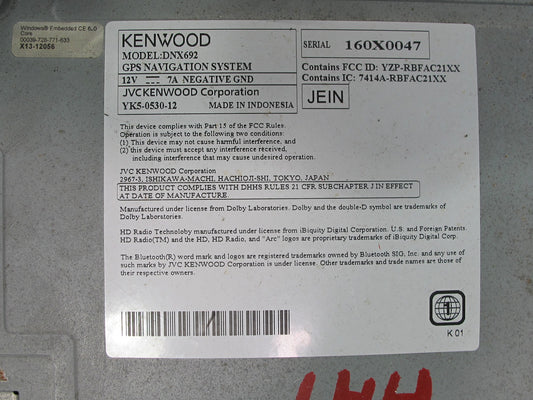 Windows® Embedded CE 6.0
Core
00039-728-771-633
X13-12056
KENWOOD
MODEL:DNX692
GPS NAVIGATION SYSTEM
12V 7A NEGATIVE GND
JVCKENWOOD Corporation
YK5-0530-12 MADE IN INDONESIA
SERIAL 160X0047
Contains FCC ID: YZP-RBFAC21XX
Contains IC: 7414A-RBFAC21XX
JEIN
This device complies with Part 15 of the FCC Rules.
Operation is subject to the following two conditions:
(1) This device may not cause harmful interference, and
(2) this device must accept any interference received,
including interference that may cause undesired operation.
JVC KENWOOD Corporation
2967-3, ISHIKAWA-MACHI, HACHIOJI-SHI, TOKYO, JAPAN
THIS PRODUCT COMPLIES WITH DHHS RULES 21 CFR SUBCHAPTER J IN EFFECT
AT DATE OF MANUFACTURE.
Manufactured under license from Dolby Laboratories. Dolby and the double-D symbol are trademarks of
Dolby Laboratories.
HD Radio Technoloby manufactured under license from iBiquity Digital Corporation. U.S. and Foreign Patents.
HD Radio(TM) and the HD, HD Radio, and "Arc" logos are proprietary trademarks of iBiquity Digital Corp.
The Bluetooth(R) word mark and logos are registered trademarks owned by Bluetooth SIG, Inc. and any use of
such marks by JVC KENWOOD Corporation is under license. Other trademarks and trade names are those of
their respective owners.
1
K 01